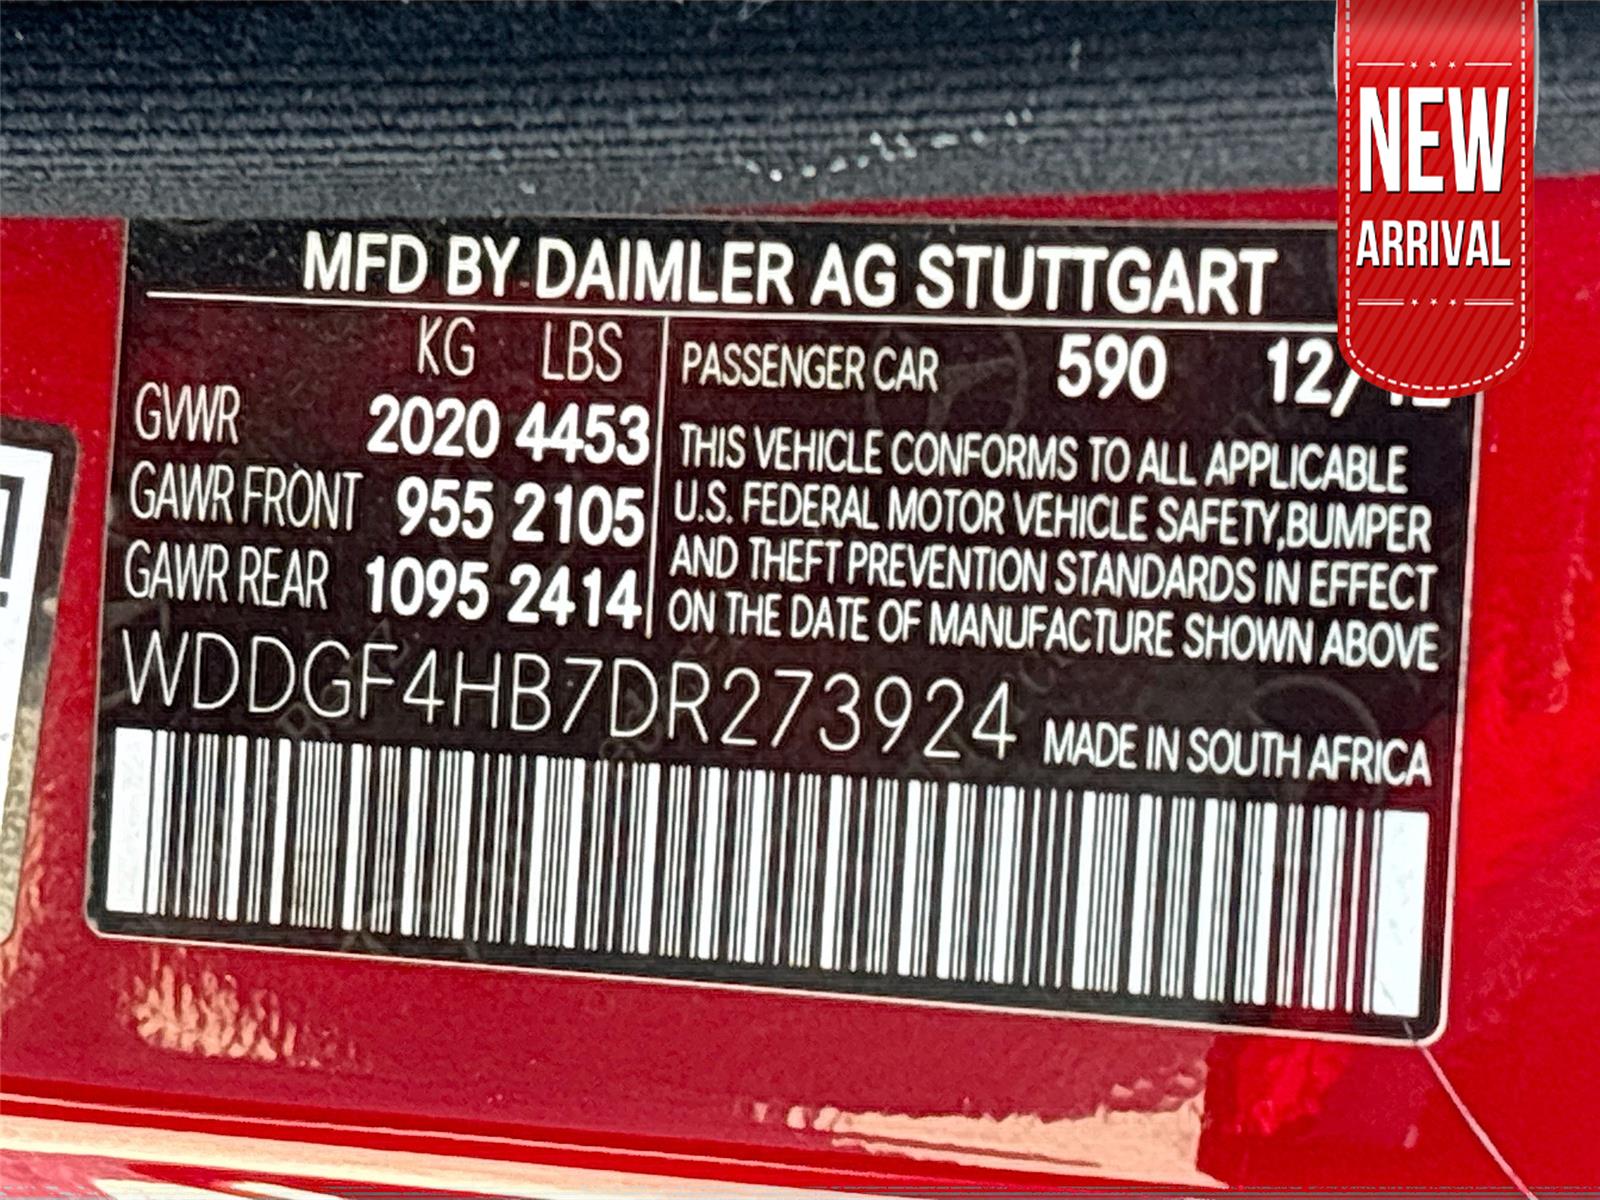 NEW
ARRIVAL
MFD BY DAIMLER AG STUTTGART
KG LBS
GVWR 2020 4453
GAWR FRONT 955 2105
GAWR REAR 1095 2414
PASSENGER CAR 590 12/
THIS VEHICLE CONFORMS TO ALL APPLICABLE
U.S. FEDERAL MOTOR VEHICLE SAFETY,BUMPER
AND THEFT PREVENTION STANDARDS IN EFFECT
ON THE DATE OF MANUFACTURE SHOWN ABOVE
WDDGF4HB7DR273924 MADE IN SOUTH AFRICA